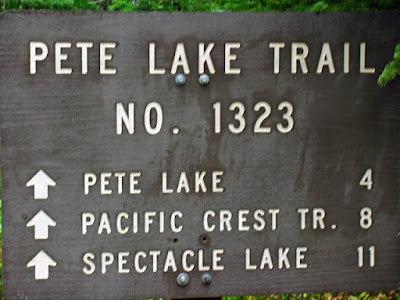 PETE LAKE TRAIL
NO. 1323
PETE LAKE 4
PACIFIC CREST TR. 8
SPECTACLE LAKE 11